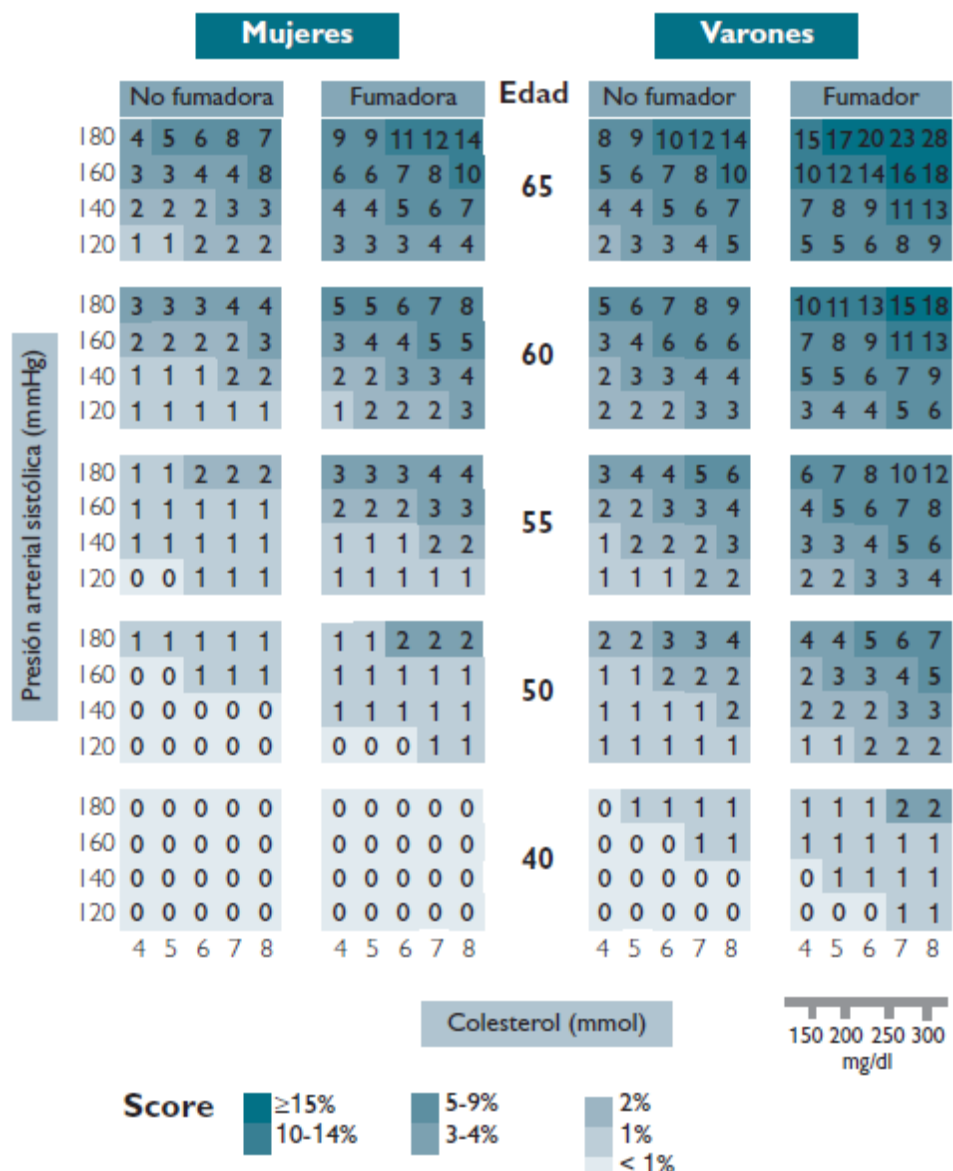 Mujeres Varones
No fumadora Fumadora Edad No fumador Fumador
180 4 5 6 8 7 9 9 11 12 14 8 9 10 12 14 15 17 20 23 28
160 3 3 4 4 8 6 6 7 8 10 5 6 7 8 10 10 12 14 16 18
65
140 2 2 2 3 3 4 4 5 6 7 4 4 5 6 7 7 8 9 11 13
120 1 1 2 2 2 3 3 3 4 4 2 3 3 4 5 5 5 6 8 9
180 3 3 3 4 4 5 5 6 7 8 5 6 7 8 9 10 11 13 15 18
160 2 2 2 2 3 3 4 4 5 5 3 4 6 6 6 7 8 9 11 13
60
140 1 1 1 2 2 2 2 3 3 4 2 3 3 4 4 5 5 6 7 9
120 1 1 1 1 1 1 2 2 2 3 2 2 2 3 3 3 4 4 5 6
Presión arterial sistólica (mmHg)
180 1 1 2 2 2 3 3 3 4 4 3 4 4 5 6 6 7 8 10 12
160 1 1 1 1 1 2 2 2 3 3 2 2 3 3 4 4 5 6 7 8
55
140 1 1 1 1 1 1 1 1 2 2 1 2 2 2 3 3 3 4 5 6
120 0 0 1 1 1 1 1 1 1 1 1 1 1 2 2 2 2 3 3 4
180 1 1 1 1 1 1 1 2 2 2 2 2 3 3 4 4 4 5 6 7
160 0 0 1 1 1 1 1 1 1 1 1 1 2 2 2 2 3 3 4 5
50
140 0 0 0 0 0 1 1 1 1 1 1 1 1 1 2 2 2 2 3 3
120 0 0 0 0 0 0 0 0 1 1 1 1 1 1 1 1 1 2 2 2
180 0 0 0 0 0 0 0 0 0 0 0 1 1 1 1 1 1 1 2 2
160 0 0 0 0 0 0 0 0 0 0 0 0 0 1 1 1 1 1 1 1
40
140 0 0 0 0 0 0 0 0 0 0 0 0 0 0 0 0 1 1 1 1
120 0 0 0 0 0 0 0 0 0 0 0 0 0 0 0 0 0 0 1 1
4 5 6 7 8 4 5 6 7 8 4 5 6 7 8 4 5 6 7 8
Colesterol (mmol)
150 200 250 300
mg/dl
Score ≥15% 5-9% 2%
10-14% 3-4% 1%
< 1%